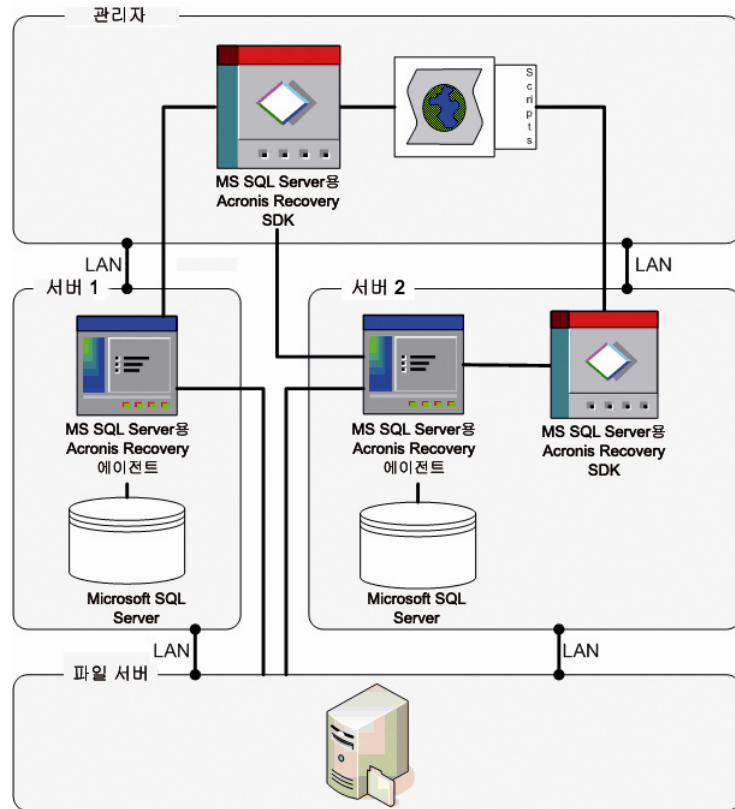 관리자
Scripts
MS SQL Server용
Acronis Recovery
SDK
LAN
LAN
서버 1
서버 2
MS SQL Server용
Acronis Recovery
에이전트
MS SQL Server용
Acronis Recovery
에이전트
MS SQL Server용
Acronis Recovery
SDK
Microsoft SQL
Server
Microsoft SQL
Server
LAN
LAN
파일 서버